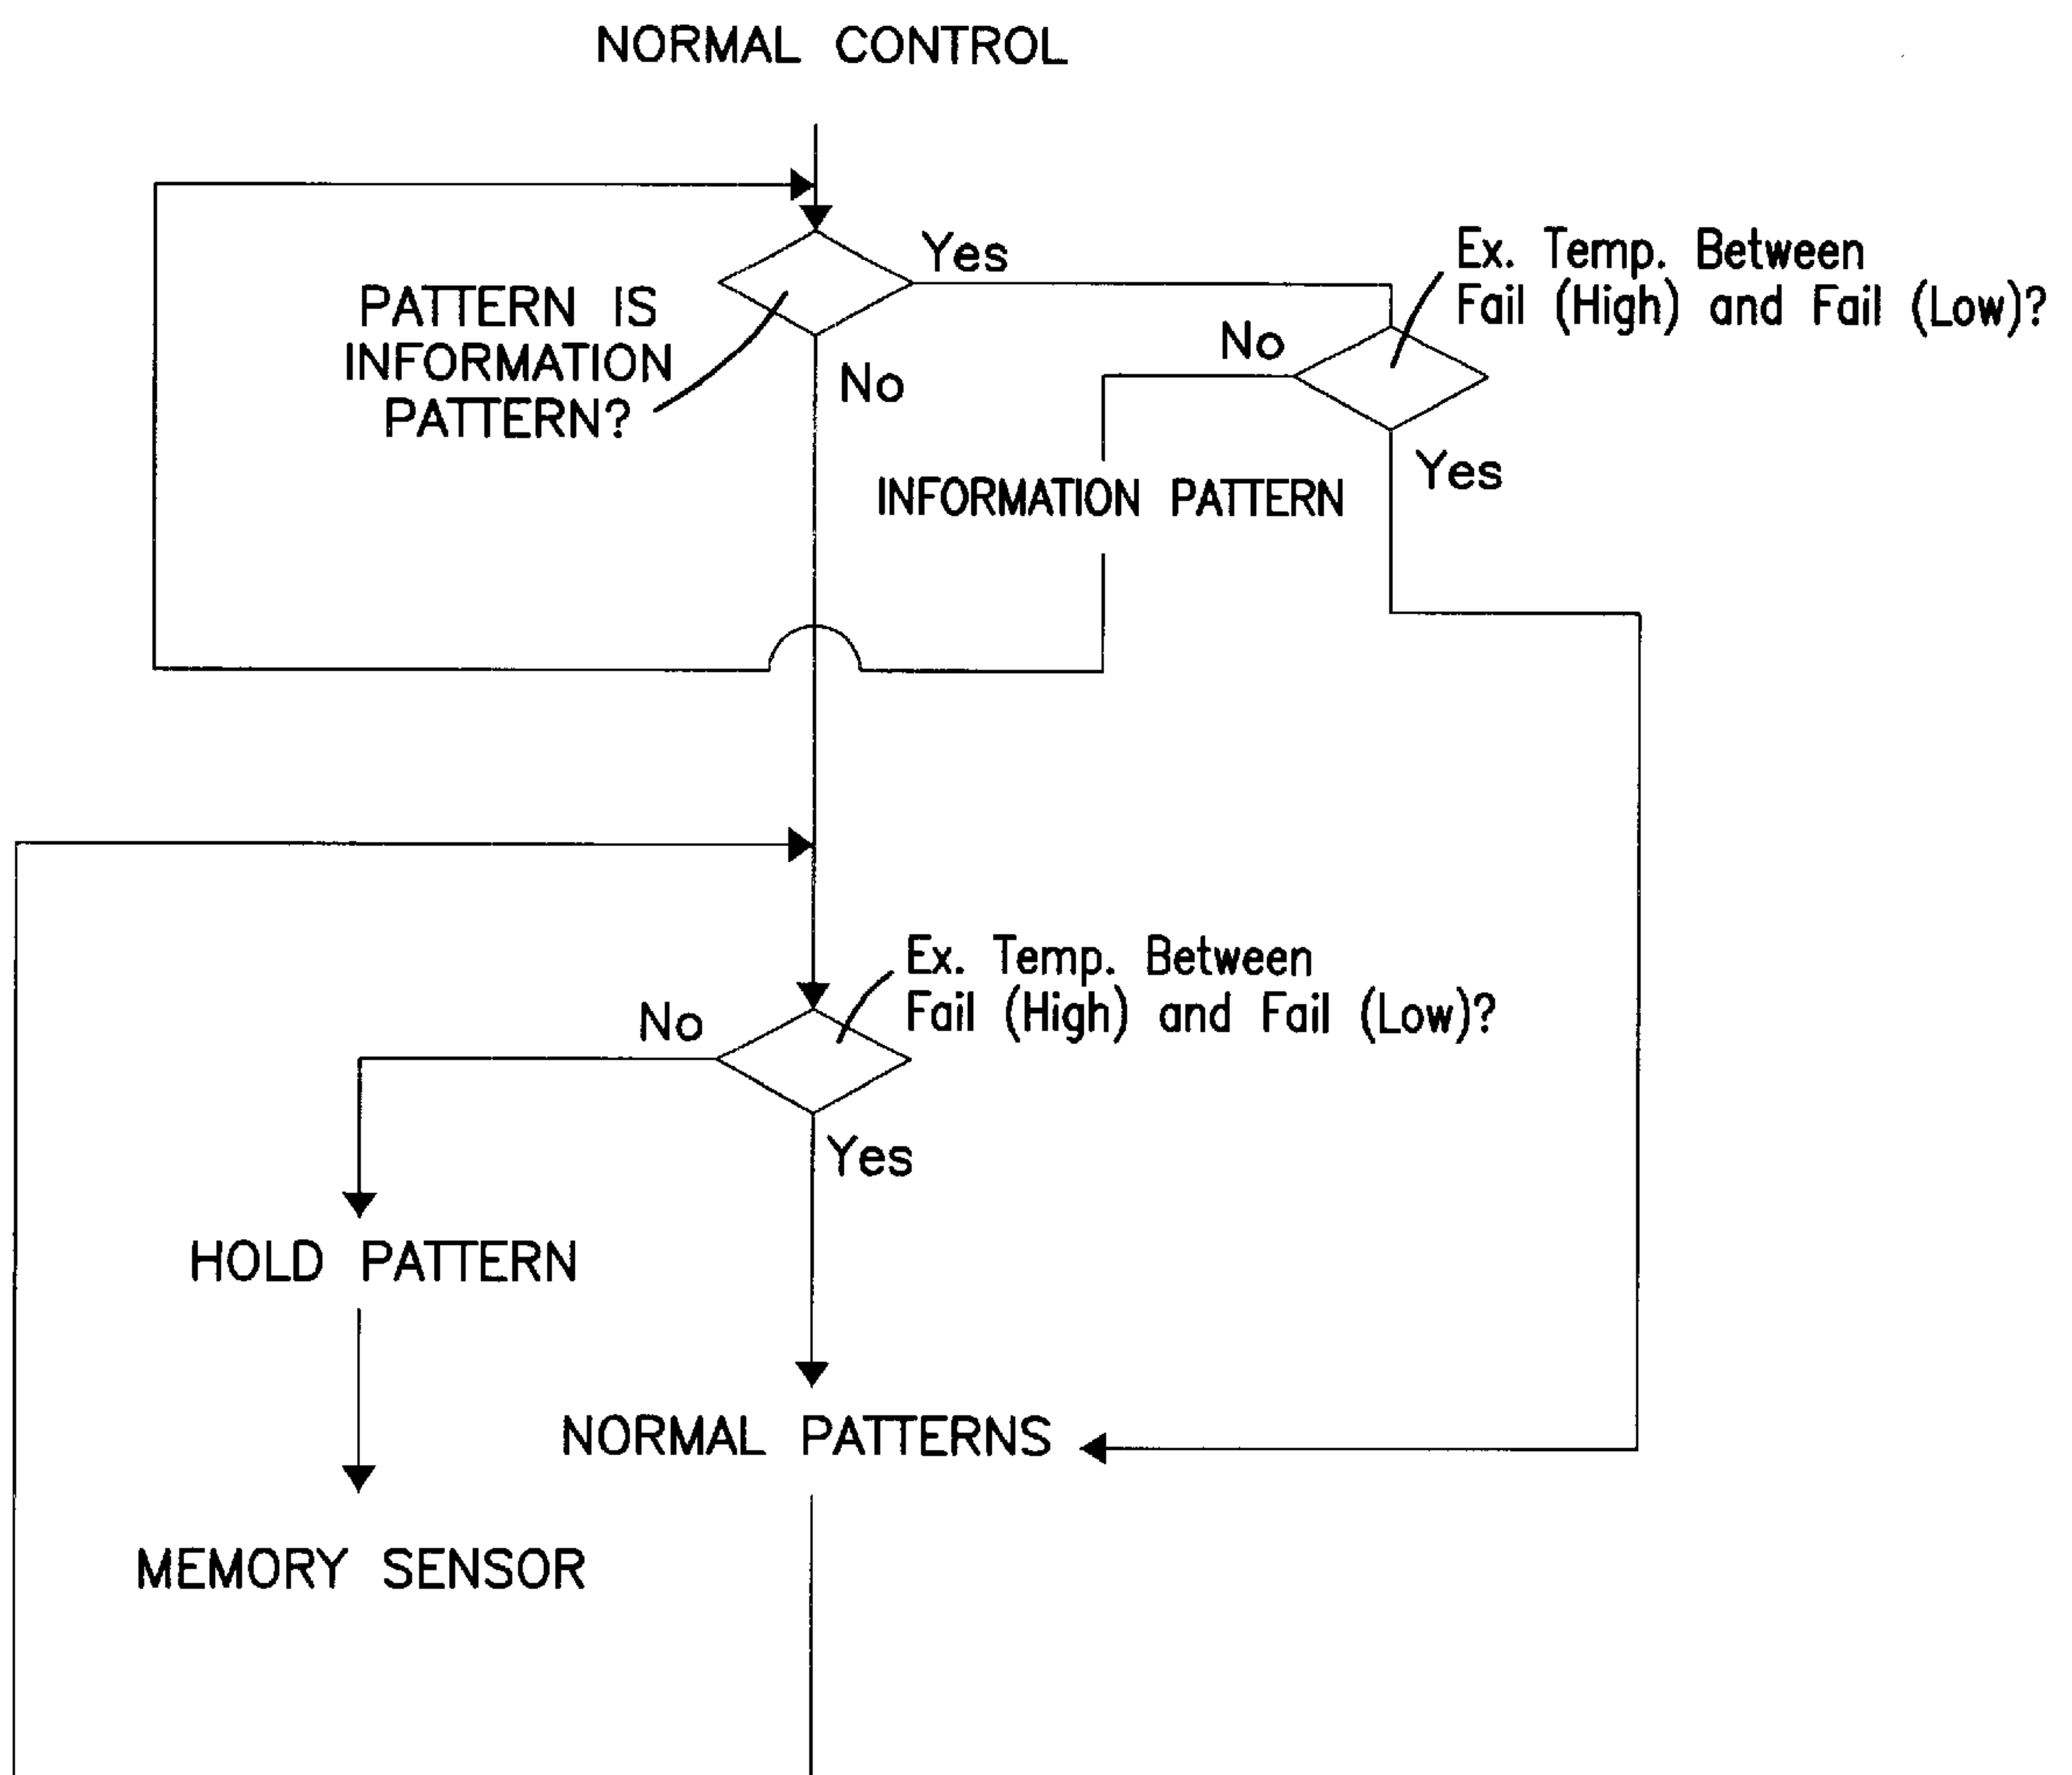 NORMAL CONTROL
Yes
Ex. Temp. Between
Fail (High) and Fail (Low)?
PATTERN IS
INFORMATION
PATTERN?
No
No
INFORMATION PATTERN
Yes
Ex. Temp. Between
Fail (High) and Fail (Low)?
No
Yes
HOLD PATTERN
NORMAL PATTERNS
MEMORY SENSOR